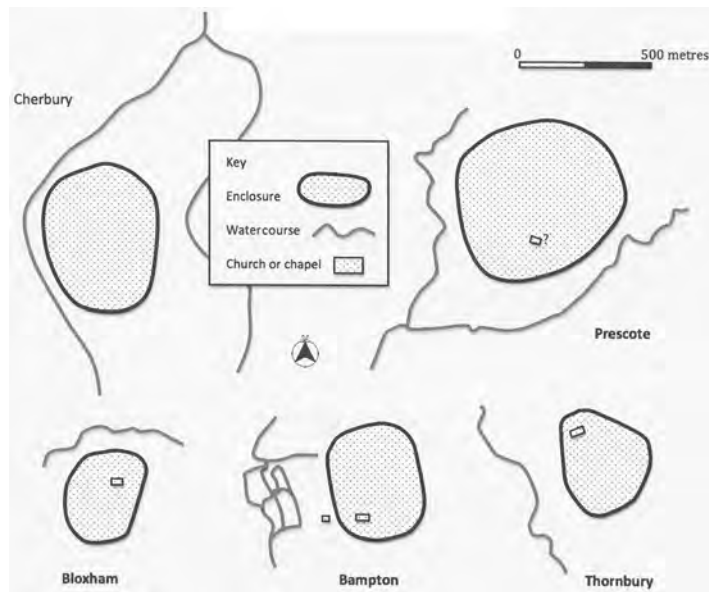 0 500 metres
Cherbury
Key
Enclosure
Watercourse
Church or chapel
?
Prescote
Bloxham
Bampton
Thornbury